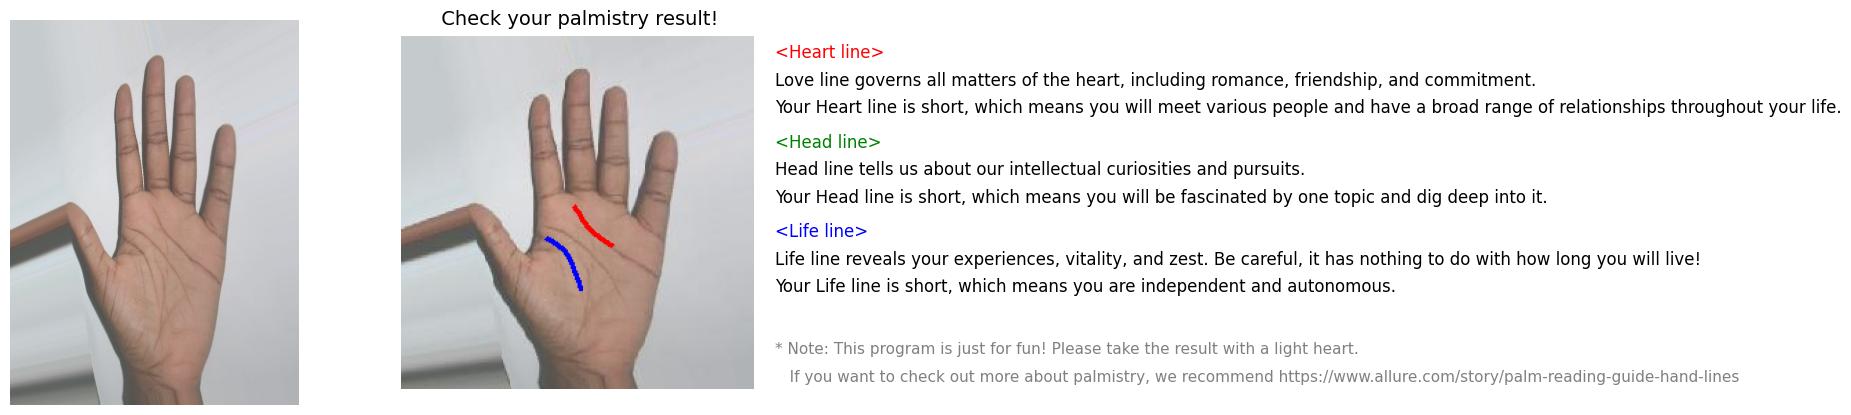 Check your palmistry result!
<Heart line>
Love line governs all matters of the heart, including romance, friendship, and commitment.
Your Heart line is short, which means you will meet various people and have a broad range of relationships throughout your life.
<Head line>
Head line tells us about our intellectual curiosities and pursuits.
Your Head line is short, which means you will be fascinated by one topic and dig deep into it.
<Life line>
Life line reveals your experiences, vitality, and zest. Be careful, it has nothing to do with how long you will live!
Your Life line is short, which means you are independent and autonomous.
* Note: This program is just for fun! Please take the result with a light heart.
If you want to check out more about palmistry, we recommend https://www.allure.com/story/palm-reading-guide-hand-lines